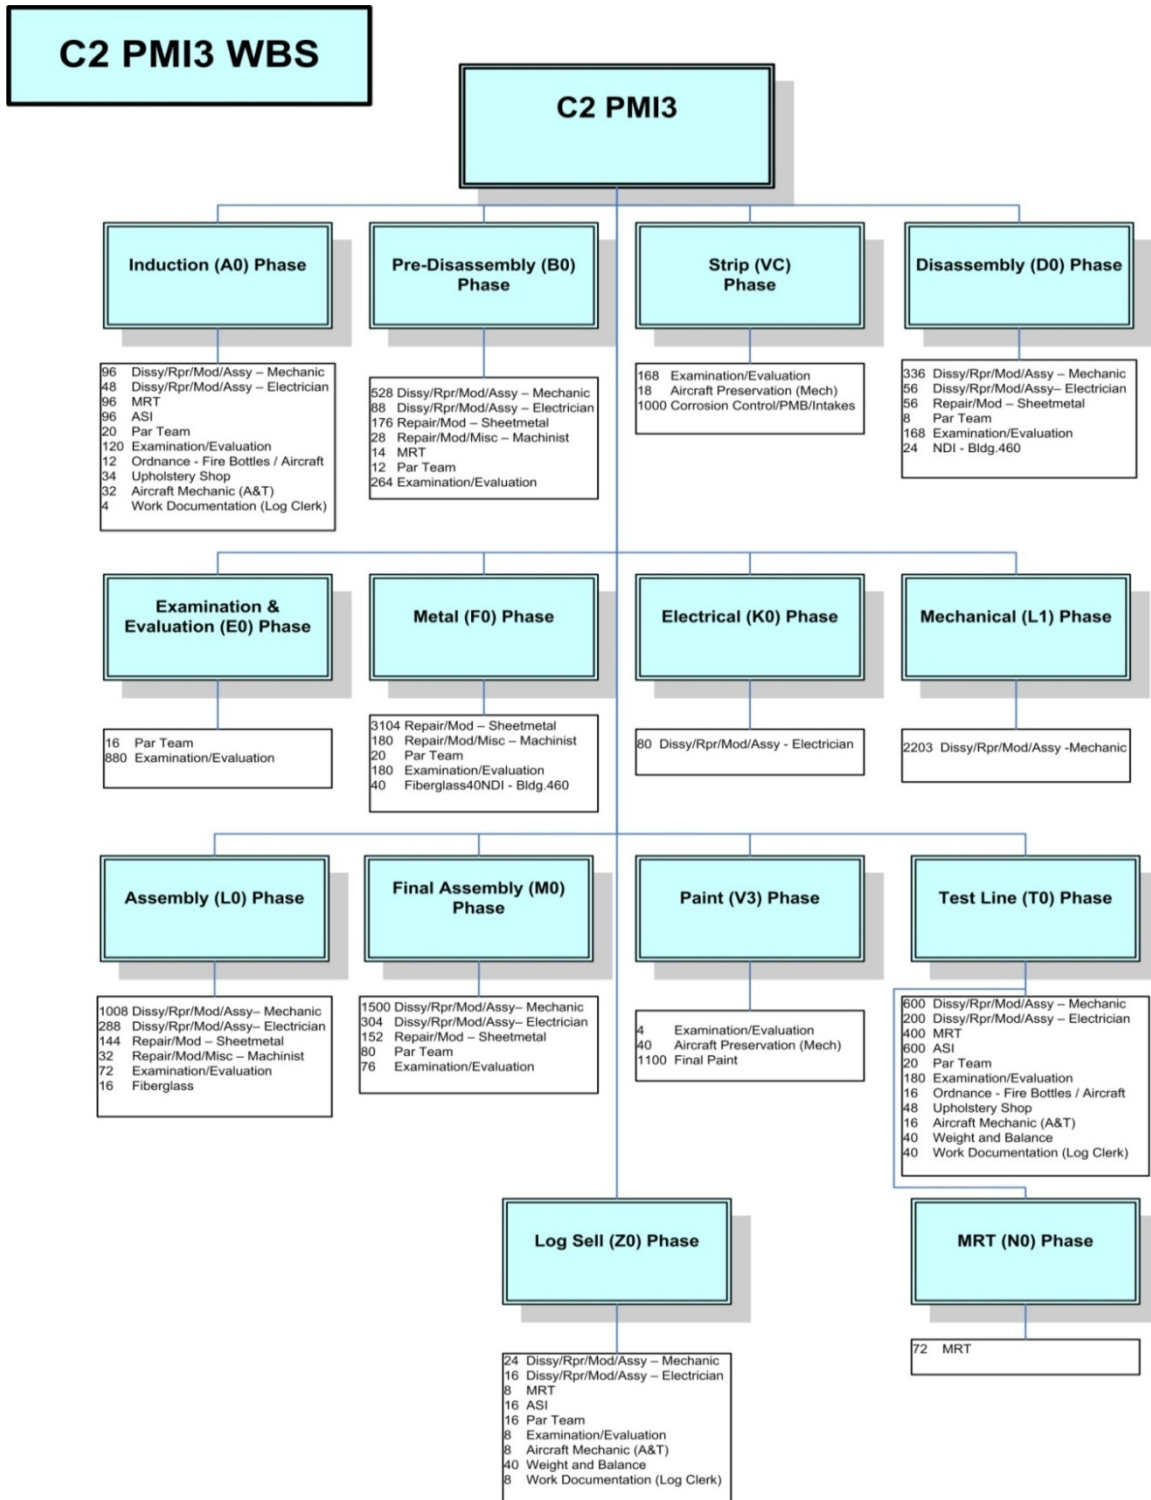 C2 PMI3 WBS
C2 PMI3
Induction (A0) Phase
96 Dissy/Rpr/Mod/Assy – Mechanic
48 Dissy/Rpr/Mod/Assy – Electrician
96 MRT
96 ASI
20 Par Team
120 Examination/Evaluation
12 Ordnance - Fire Bottles / Aircraft
34 Upholstery Shop
32 Aircraft Mechanic (A&T)
4 Work Documentation (Log Clerk)
Pre-Disassembly (B0)
Phase
528 Dissy/Rpr/Mod/Assy – Mechanic
88 Dissy/Rpr/Mod/Assy – Electrician
176 Repair/Mod – Sheetmetal
28 Repair/Mod/Misc – Machinist
14 MRT
12 Par Team
264 Examination/Evaluation
Strip (VC)
Phase
168 Examination/Evaluation
18 Aircraft Preservation (Mech)
1000 Corrosion Control/PMB/Intakes
Disassembly (D0) Phase
336 Dissy/Rpr/Mod/Assy – Mechanic
56 Dissy/Rpr/Mod/Assy– Electrician
56 Repair/Mod – Sheetmetal
8 Par Team
168 Examination/Evaluation
24 NDI - Bldg.460
Examination &
Evaluation (E0) Phase
16 Par Team
880 Examination/Evaluation
Metal (F0) Phase
3104 Repair/Mod – Sheetmetal
180 Repair/Mod/Misc – Machinist
20 Par Team
180 Examination/Evaluation
40 Fiberglass40NDI - Bldg.460
Electrical (K0) Phase
80 Dissy/Rpr/Mod/Assy - Electrician
Mechanical (L1) Phase
2203 Dissy/Rpr/Mod/Assy -Mechanic
Assembly (L0) Phase
1008 Dissy/Rpr/Mod/Assy– Mechanic
288 Dissy/Rpr/Mod/Assy– Electrician
144 Repair/Mod – Sheetmetal
32 Repair/Mod/Misc – Machinist
72 Examination/Evaluation
16 Fiberglass
Final Assembly (M0)
Phase
1500 Dissy/Rpr/Mod/Assy– Mechanic
304 Dissy/Rpr/Mod/Assy– Electrician
152 Repair/Mod – Sheetmetal
80 Par Team
76 Examination/Evaluation
Paint (V3) Phase
4 Examination/Evaluation
40 Aircraft Preservation (Mech)
1100 Final Paint
Test Line (T0) Phase
600 Dissy/Rpr/Mod/Assy – Mechanic
200 Dissy/Rpr/Mod/Assy – Electrician
400 MRT
600 ASI
20 Par Team
180 Examination/Evaluation
16 Ordnance - Fire Bottles / Aircraft
48 Upholstery Shop
16 Aircraft Mechanic (A&T)
40 Weight and Balance
40 Work Documentation (Log Clerk)
Log Sell (Z0) Phase
24 Dissy/Rpr/Mod/Assy – Mechanic
16 Dissy/Rpr/Mod/Assy – Electrician
8 MRT
16 ASI
16 Par Team
8 Examination/Evaluation
8 Aircraft Mechanic (A&T)
40 Weight and Balance
8 Work Documentation (Log Clerk)
MRT (N0) Phase
72 MRT